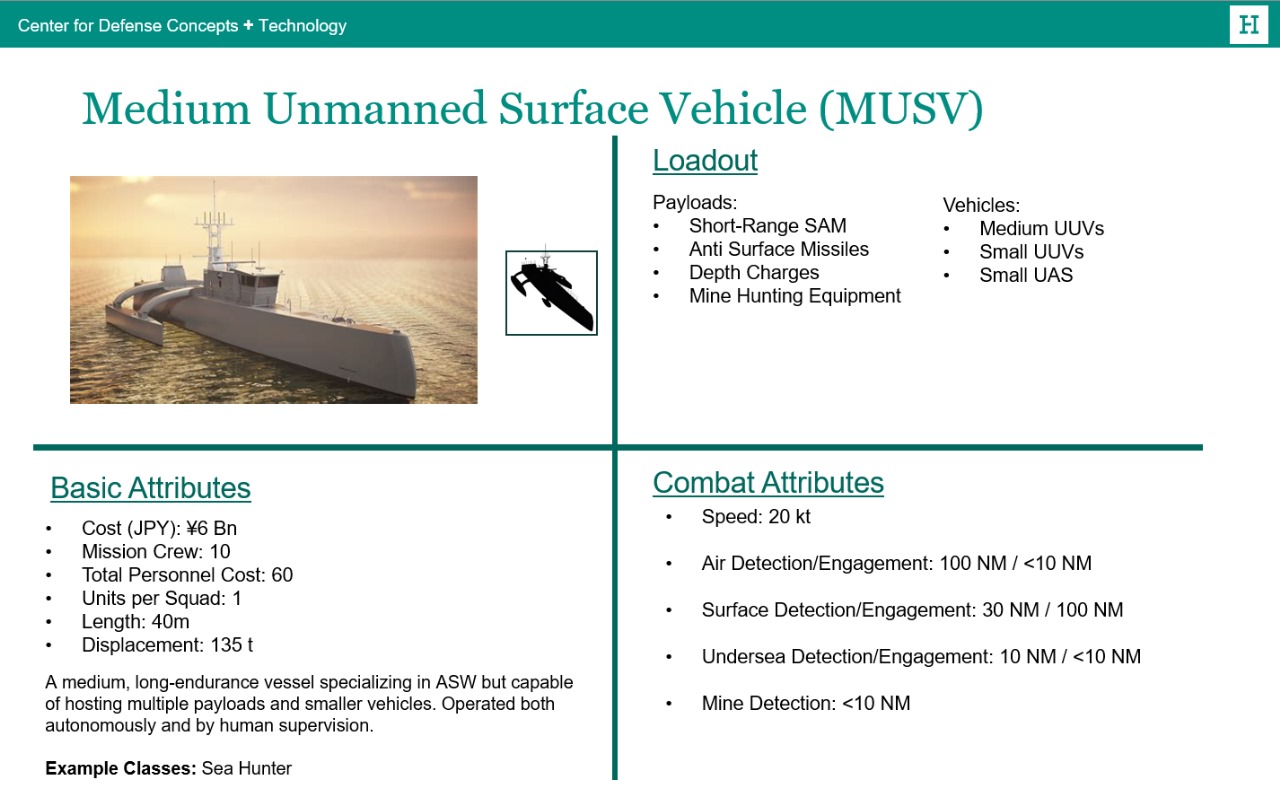 Center for Defense Concepts + Technology
H
Medium Unmanned Surface Vehicle (MUSV)
Loadout
Payloads:
• Short-Range SAM
• Anti Surface Missiles
• Depth Charges
• Mine Hunting Equipment
Vehicles:
• Medium UUVs
• Small UUVs
• Small UAS
Basic Attributes
• Cost (JPY): ¥6 Bn
• Mission Crew: 10
• Total Personnel Cost: 60
• Units per Squad: 1
• Length: 40m
• Displacement: 135 t
A medium, long-endurance vessel specializing in ASW but capable
of hosting multiple payloads and smaller vehicles. Operated both
autonomously and by human supervision.
Example Classes: Sea Hunter
Combat Attributes
• Speed: 20 kt
• Air Detection/Engagement: 100 NM / <10 NM
• Surface Detection/Engagement: 30 NM / 100 NM
• Undersea Detection/Engagement: 10 NM / <10 NM
• Mine Detection: <10 NM